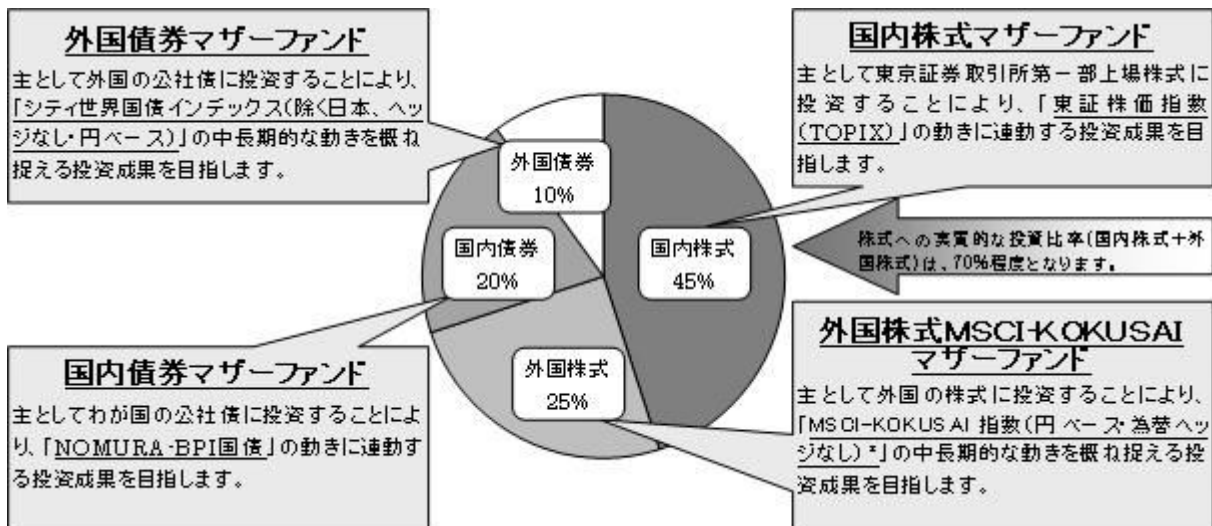 外国債券マザーファンド
主として外国の公社債に投資することにより、
「シティ世界国債インデックス(除く日本、ヘッ
ジなし・円ベース)」の中長期的な動きを概ね
捉える投資成果を目指します。
国内株式マザーファンド
主として東京証券取引所第一部上場株式に
投資することにより、「東証株価指数
(TOPIX)」の動きに連動する投資成果を目
指します。
外国債券
10%
国内債券
20%
国内株式
45%
外国株式
25%
株式への実質的な投資比率(国内株式+外
国株式)は、70%程度となります。
国内債券マザーファンド
主としてわが国の公社債に投資することによ
り、「NOMURA-BPI国債」の動きに連動す
る投資成果を目指します。
外国株式MSCI-KOKUSAI
マザーファンド
主として外国の株式に投資することにより、
「MSCI-KOKUSAI 指数(円ベース・為替ヘッ
ジなし)*」の中長期的な動きを概ね捉える投
資成果を目指します。